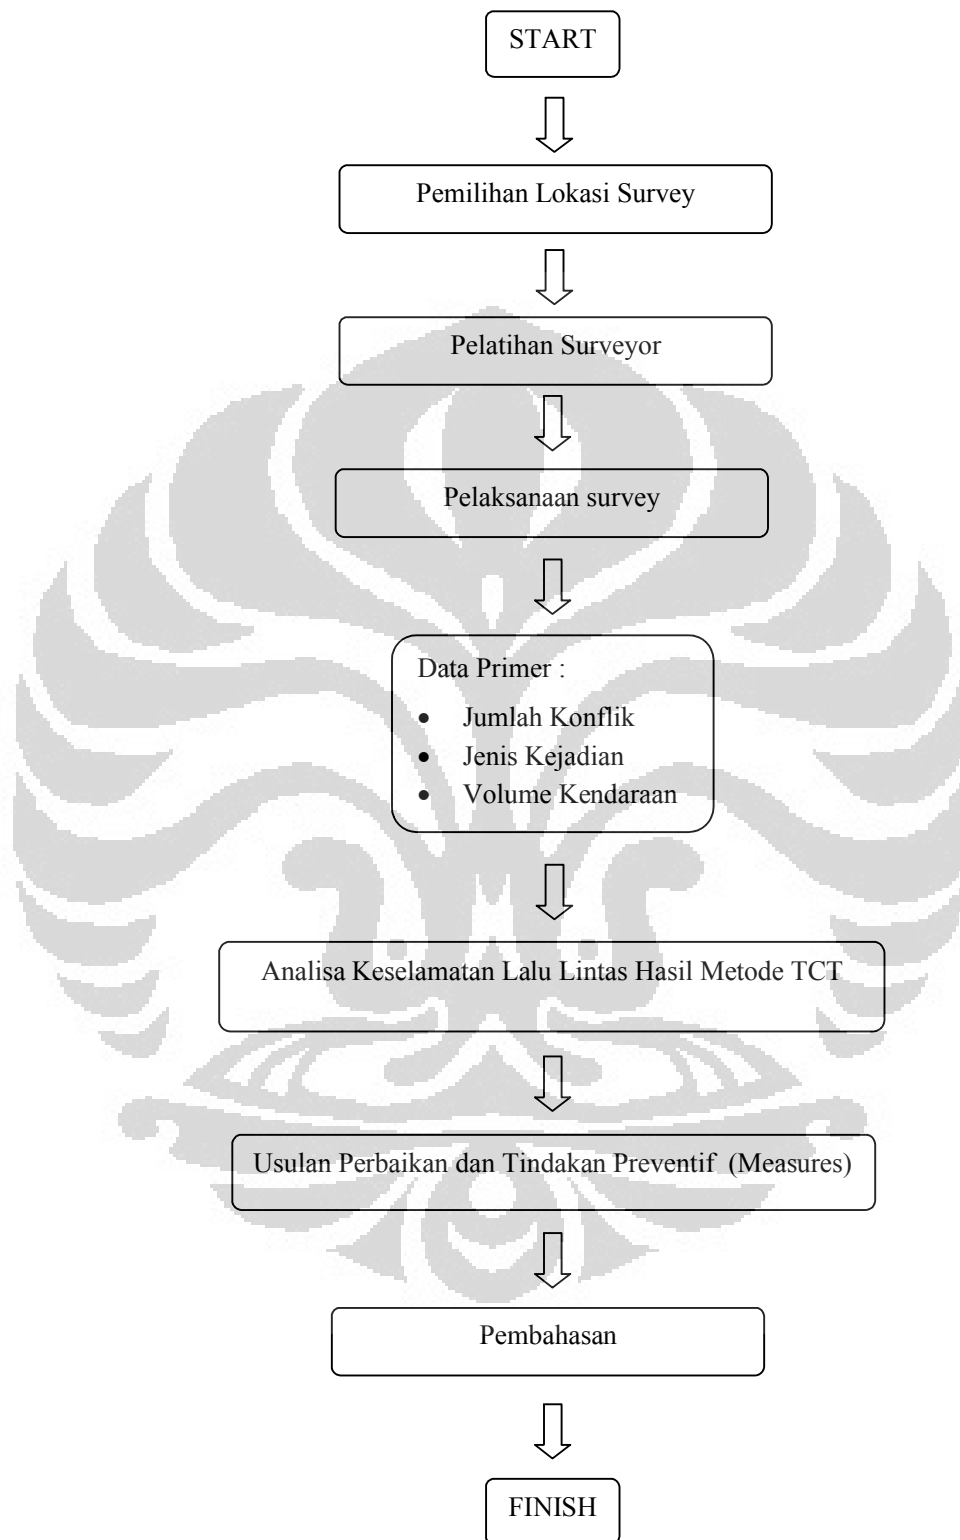 START
Pemilihan Lokasi Survey
Pelatihan Surveyor
Pelaksanaan survey
Data Primer :
• Jumlah Konflik
• Jenis Kejadian
• Volume Kendaraan
Analisa Keselamatan Lalu Lintas Hasil Metode TCT
Usulan Perbaikan dan Tindakan Preventif (Measures)
Pembahasan
FINISH